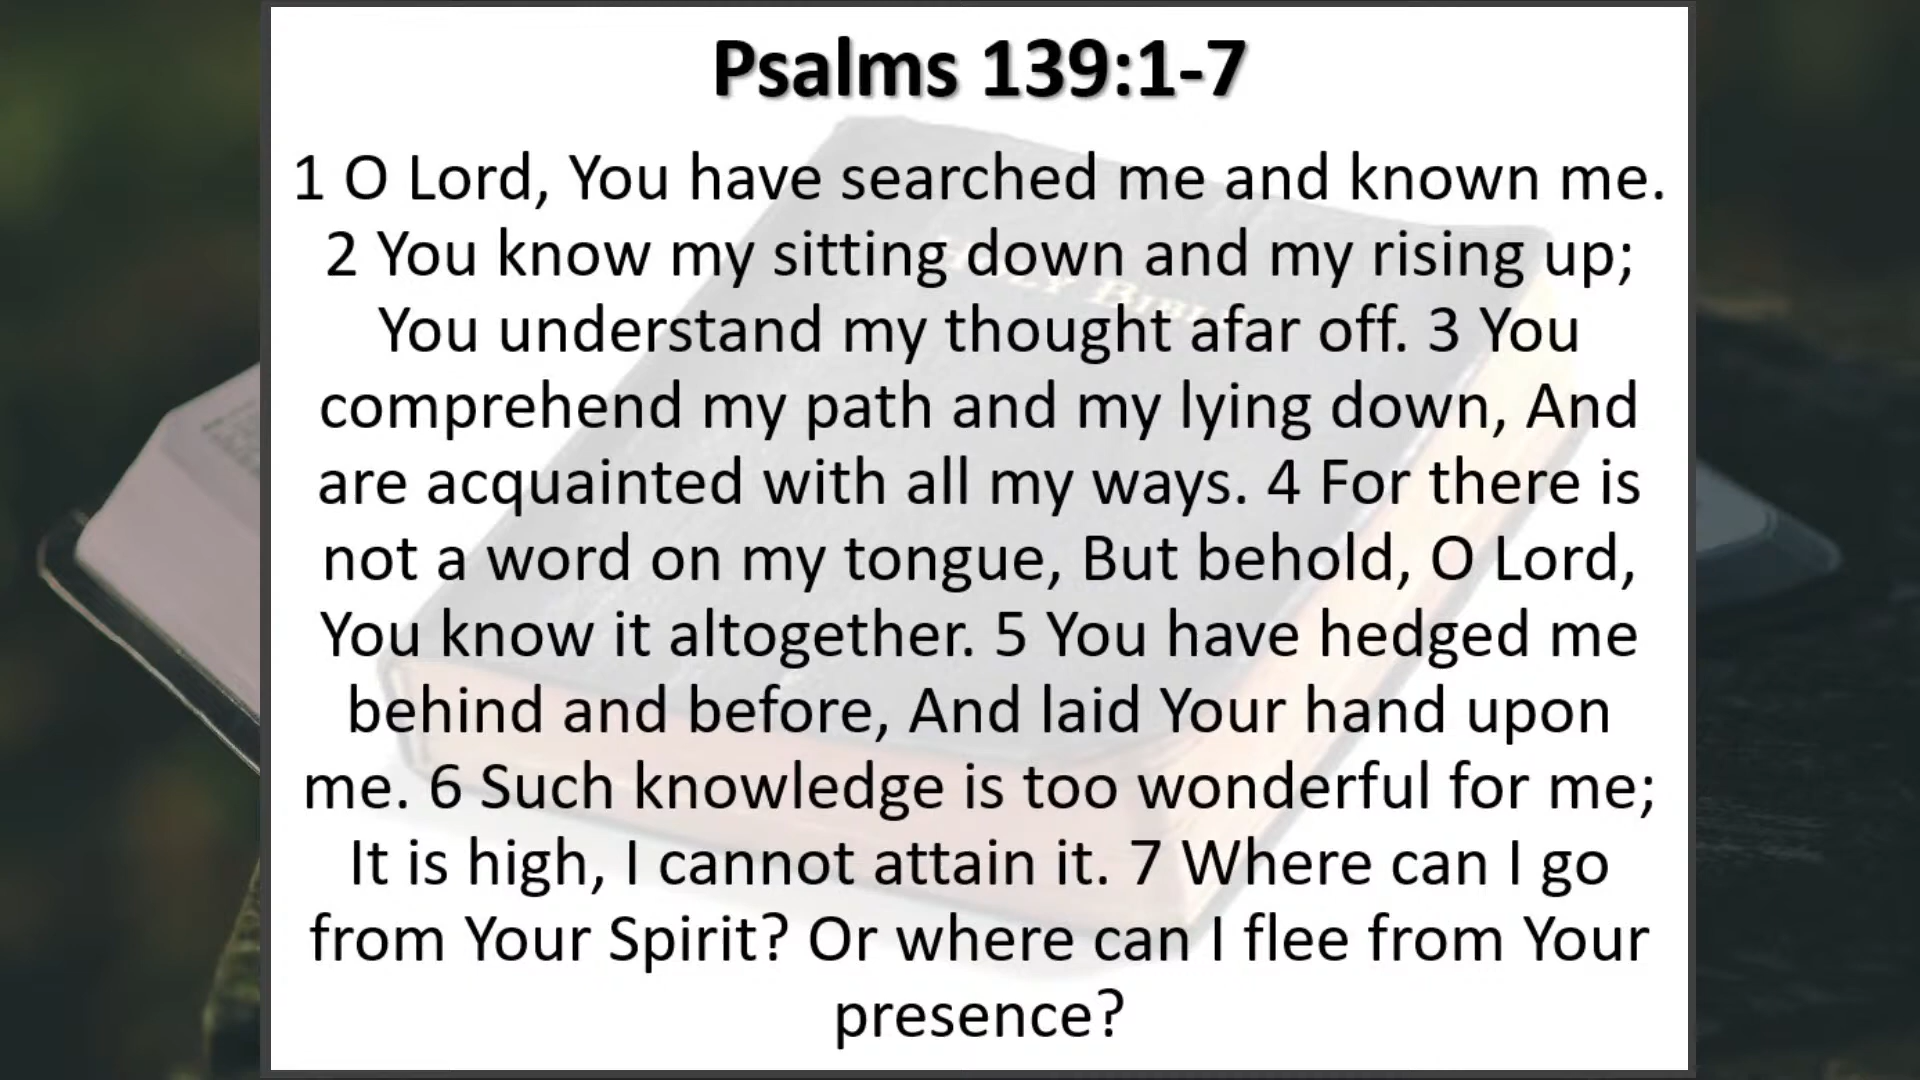 Psalms 139:1-7
1 O Lord, You have searched me and known me.
2 You know my sitting down and my rising up;
You understand my thought afar off. 3 You
comprehend my path and my lying down, And
are acquainted with all my ways. 4 For there is
not a word on my tongue, But behold, O Lord,
You know it altogether. 5 You have hedged me
behind and before, And laid Your hand upon
me. 6 Such knowledge is too wonderful for me;
It is high, I cannot attain it. 7 Where can I go
from Your Spirit? Or where can I flee from Your
presence?